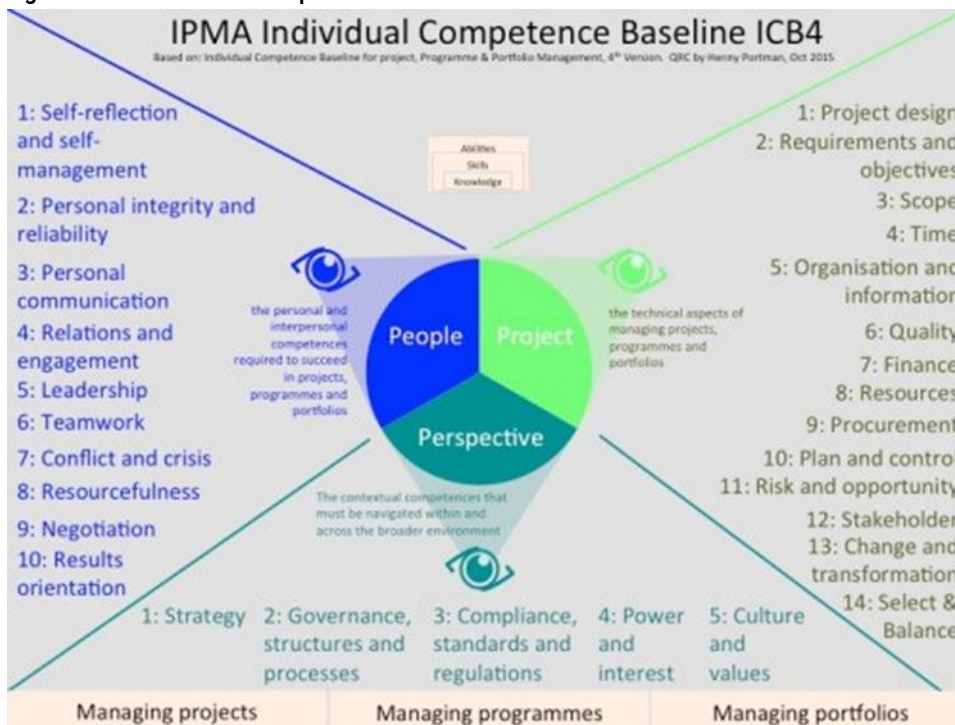 IPMA Individual Competence Baseline ICB4
Based on: Individual Competence Baseline for project, Programme & Portfolio Management, 4th Version. QRC by Henny Portman, Oct 2015
1: Self-reflection
and self-
management
2: Personal integrity and
reliability
3: Personal
communication
4: Relations and
engagement
5: Leadership
6: Teamwork
7: Conflict and crisis
8: Resourcefulness
9: Negotiation
10: Results
orientation
Abilities
Skills
Knowledge
the personal and
interpersonal
competences
required to succeed
in projects,
programmes and
portfolios
People
Project
Perspective
the technical aspects of
managing projects,
programmes and
portfolios
The contextual competences that
must be navigated within and
across the broader environment
1: Project design
2: Requirements and
objectives
3: Scope
4: Time
5: Organisation and
information
6: Quality
7: Finance
8: Resources
9: Procurement
10: Plan and control
11: Risk and opportunity
12: Stakeholder
13: Change and
transformation
14: Select &
Balance
1: Strategy
2: Governance,
structures and
processes
3: Compliance,
standards and
regulations
4: Power
and
interest
5: Culture
and
values
Managing projects
Managing programmes
Managing portfolios